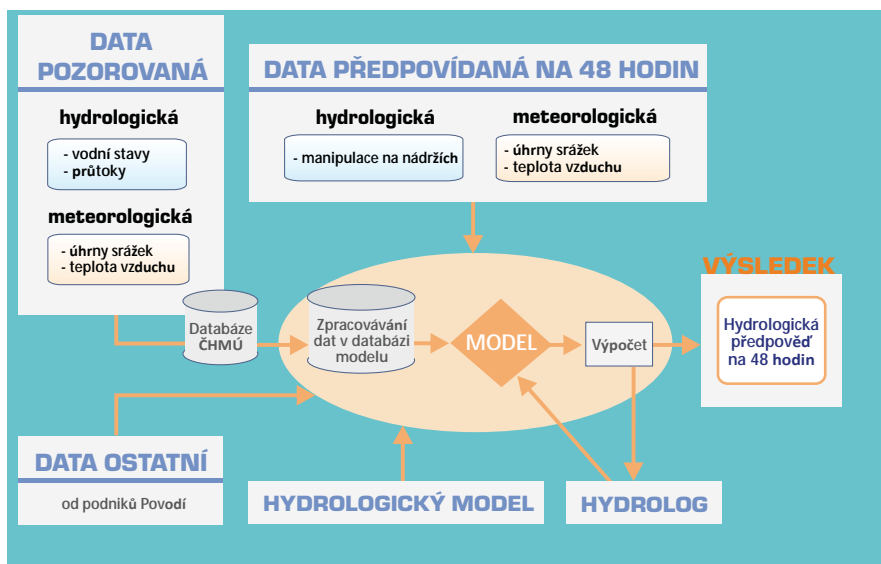 DATA
POZOROVANÁ
hydrologická
- vodní stavy
- průtoky
meteorologická
- úhrny srážek
- teplota vzduchu
DATA PŘEDPOVÍDANÁ NA 48 HODIN
hydrologická
- manipulace na nádržích
meteorologická
- úhrny srážek
- teplota vzduchu
Databáze
ČHMÚ
Zpracovávání
dat v databázi
modelu
MODEL
Výpočet
VÝSLEDEK
Hydrologická
předpověď
na 48 hodin
DATA OSTATNÍ
od podniků Povodí
HYDROLOGICKÝ MODEL
HYDROLOG